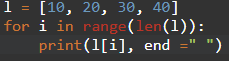 l = [10, 20, 30, 40]
for i in range(len(l)):
    print(l[i], end =" ")